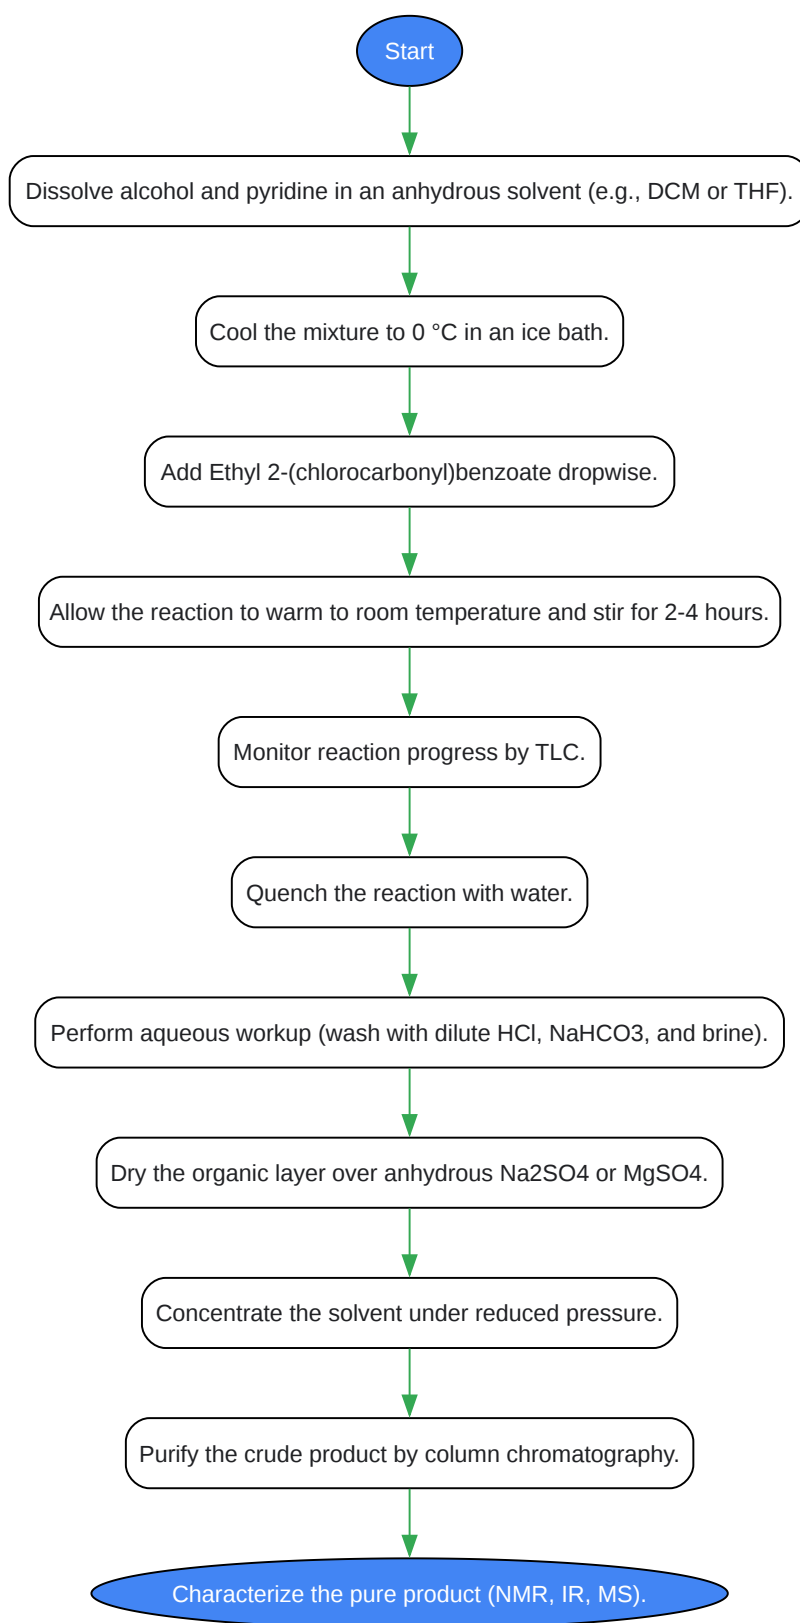 Start
Dissolve alcohol and pyridine in an anhydrous solvent (e.g., DCM or THF).
Cool the mixture to 0 °C in an ice bath.
Add Ethyl 2-(chlorocarbonyl)benzoate dropwise.
Allow the reaction to warm to room temperature and stir for 2-4 hours.
Monitor reaction progress by TLC.
Quench the reaction with water.
Perform aqueous workup (wash with dilute HCl, NaHCO3, and brine).
Dry the organic layer over anhydrous Na2SO4 or MgSO4.
Concentrate the solvent under reduced pressure.
Purify the crude product by column chromatography.
Characterize the pure product (NMR, IR, MS).